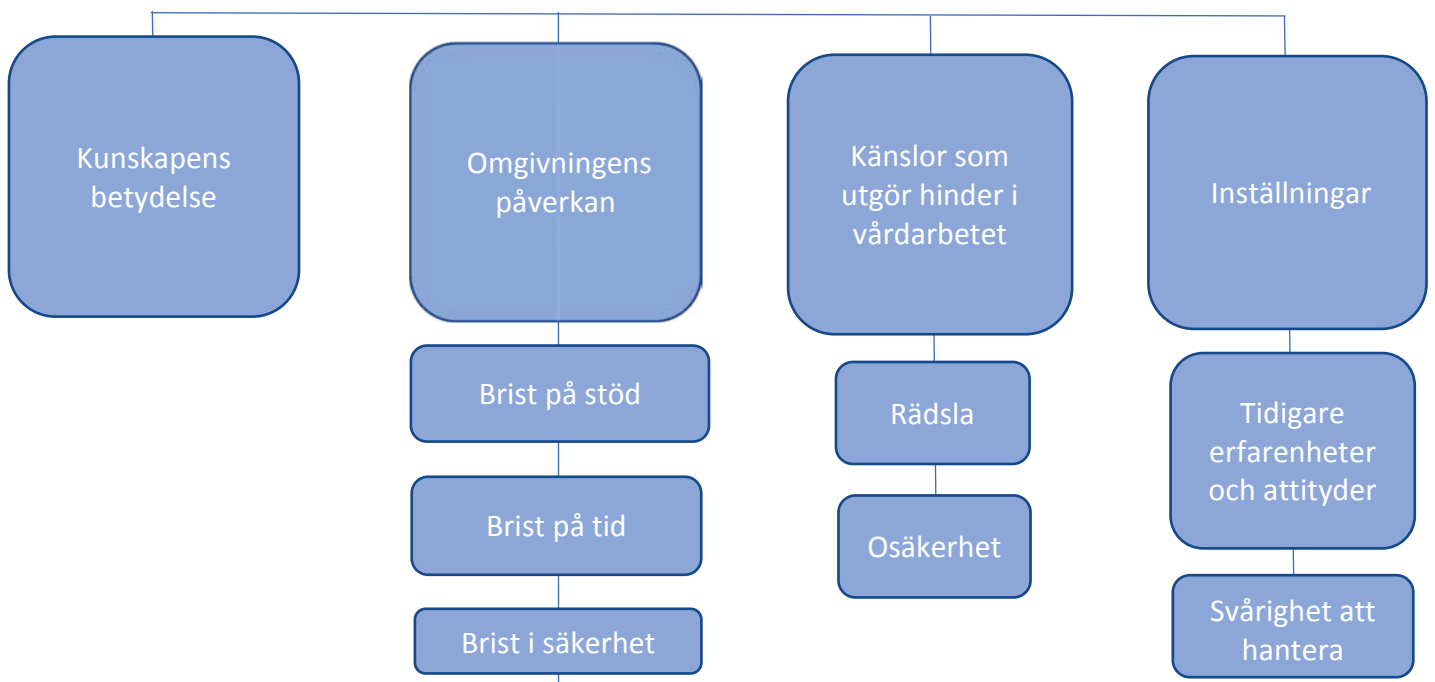 Kunskapens
betydelse
Omgivningens
påverkan
Känslor som
utgör hinder i
vårdarbetet
Inställningar
Brist på stöd
Brist på tid
Brist i säkerhet
Rädsla
Osäkerhet
Tidigare
erfarenheter
och attityder
Svårighet att
hantera